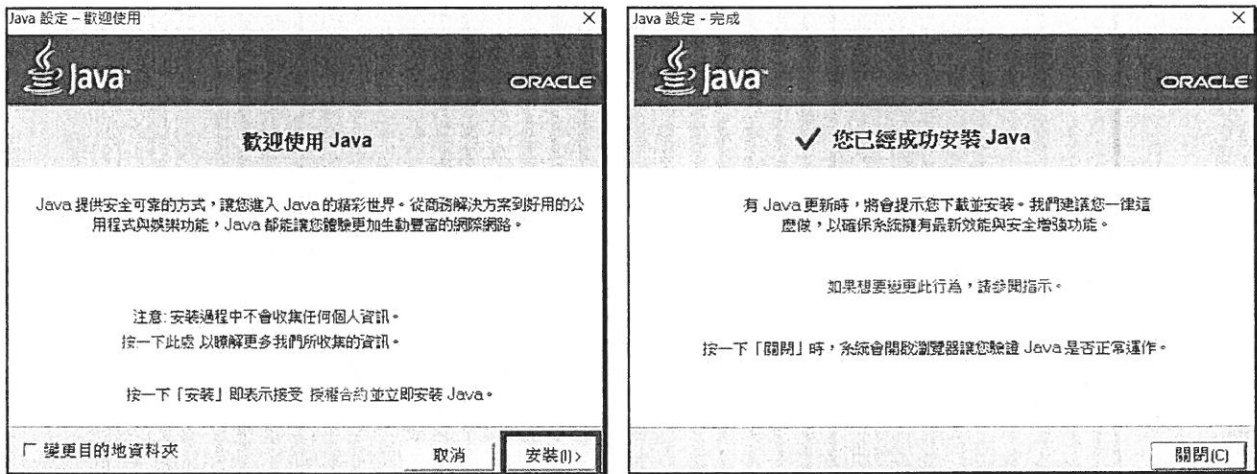 Java 設定 – 歡迎使用
Java™
ORACLE
歡迎使用 Java
Java 提供安全可靠的方式，讓您進入 Java 的精彩世界。從商務解決方案到好用的公
用程式與娛樂功能，Java 都能讓您體驗更加生動豐富的網際網路。
注意: 安裝過程中不會收集任何個人資訊。
按一下此處 以瞭解更多我們所收集的資訊。
按一下「安裝」即表示接受 授權合約 並立即安裝 Java。
變更目的地資料夾
取消
安裝(I)>
Java 設定 - 完成
Java™
ORACLE
您已經成功安裝 Java
有 Java 更新時，將會提示您下載並安裝。我們建議您一律這
麼做，以確保系統擁有最新效能與安全增強功能。
如果想要變更此行為，請參閱指示。
按一下「關閉」時，系統會開啟瀏覽器讓您驗證 Java 是否正常運作。
關閉(C)